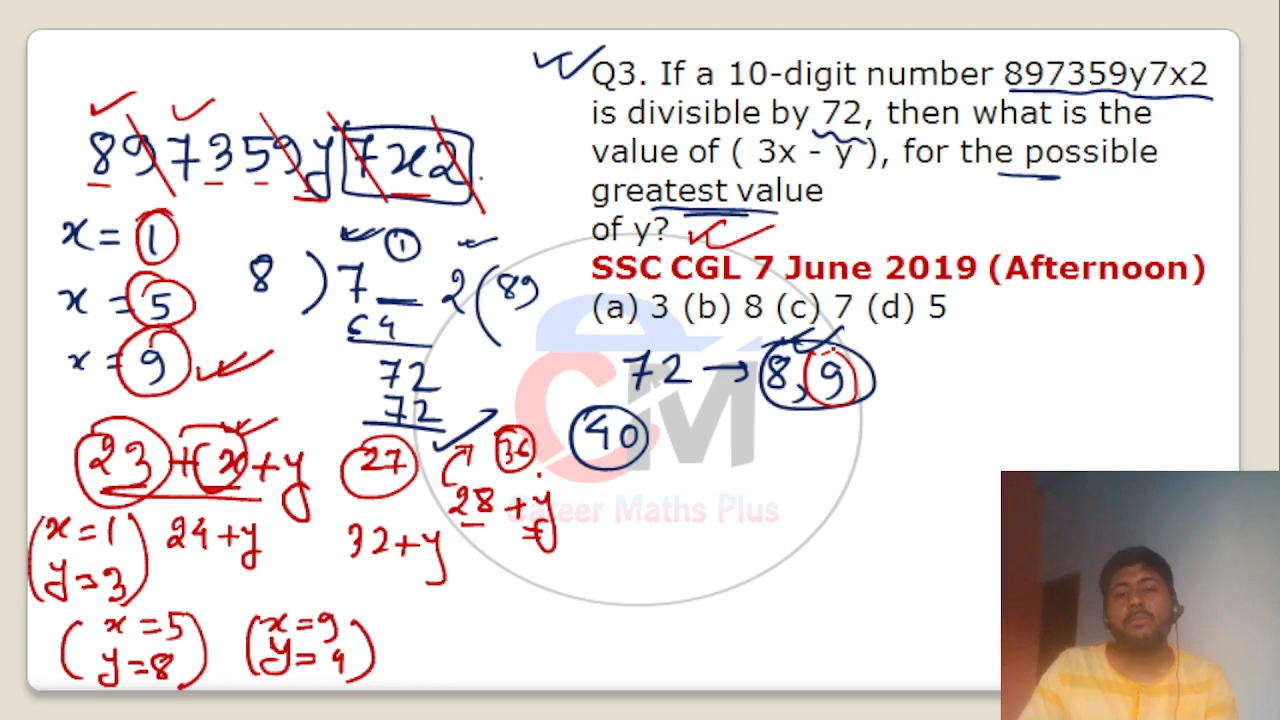 Q3. If a 10-digit number 897359y7x2
is divisible by 72, then what is the
value of ( 3x - y ), for the possible
greatest value
of y?
SSC CGL 7 June 2019 (Afternoon)
(a) 3 (b) 8 (c) 7 (d) 5
897359y7x2
x = 1
x = 5
x = 9
1
8 ) 7 _ 2 ( 89
64
72
72
72 → 8, 9
40
23 + x + y
27
36
28 + y
24 + y
32 + y
x = 1
y = 3
x = 5
y = 8
x = 9
y = 4
eCM
Career Maths Plus